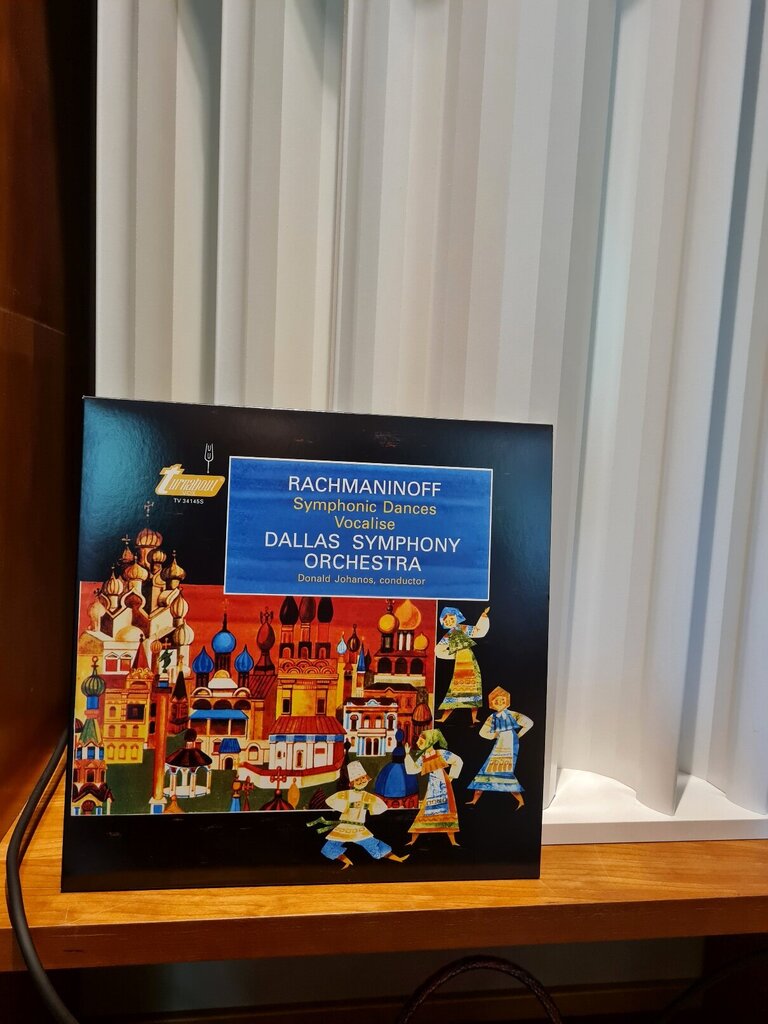 turnabout
TV 34145S
RACHMANINOFF
Symphonic Dances
Vocalise
DALLAS SYMPHONY
ORCHESTRA
Donald Johanos, conductor